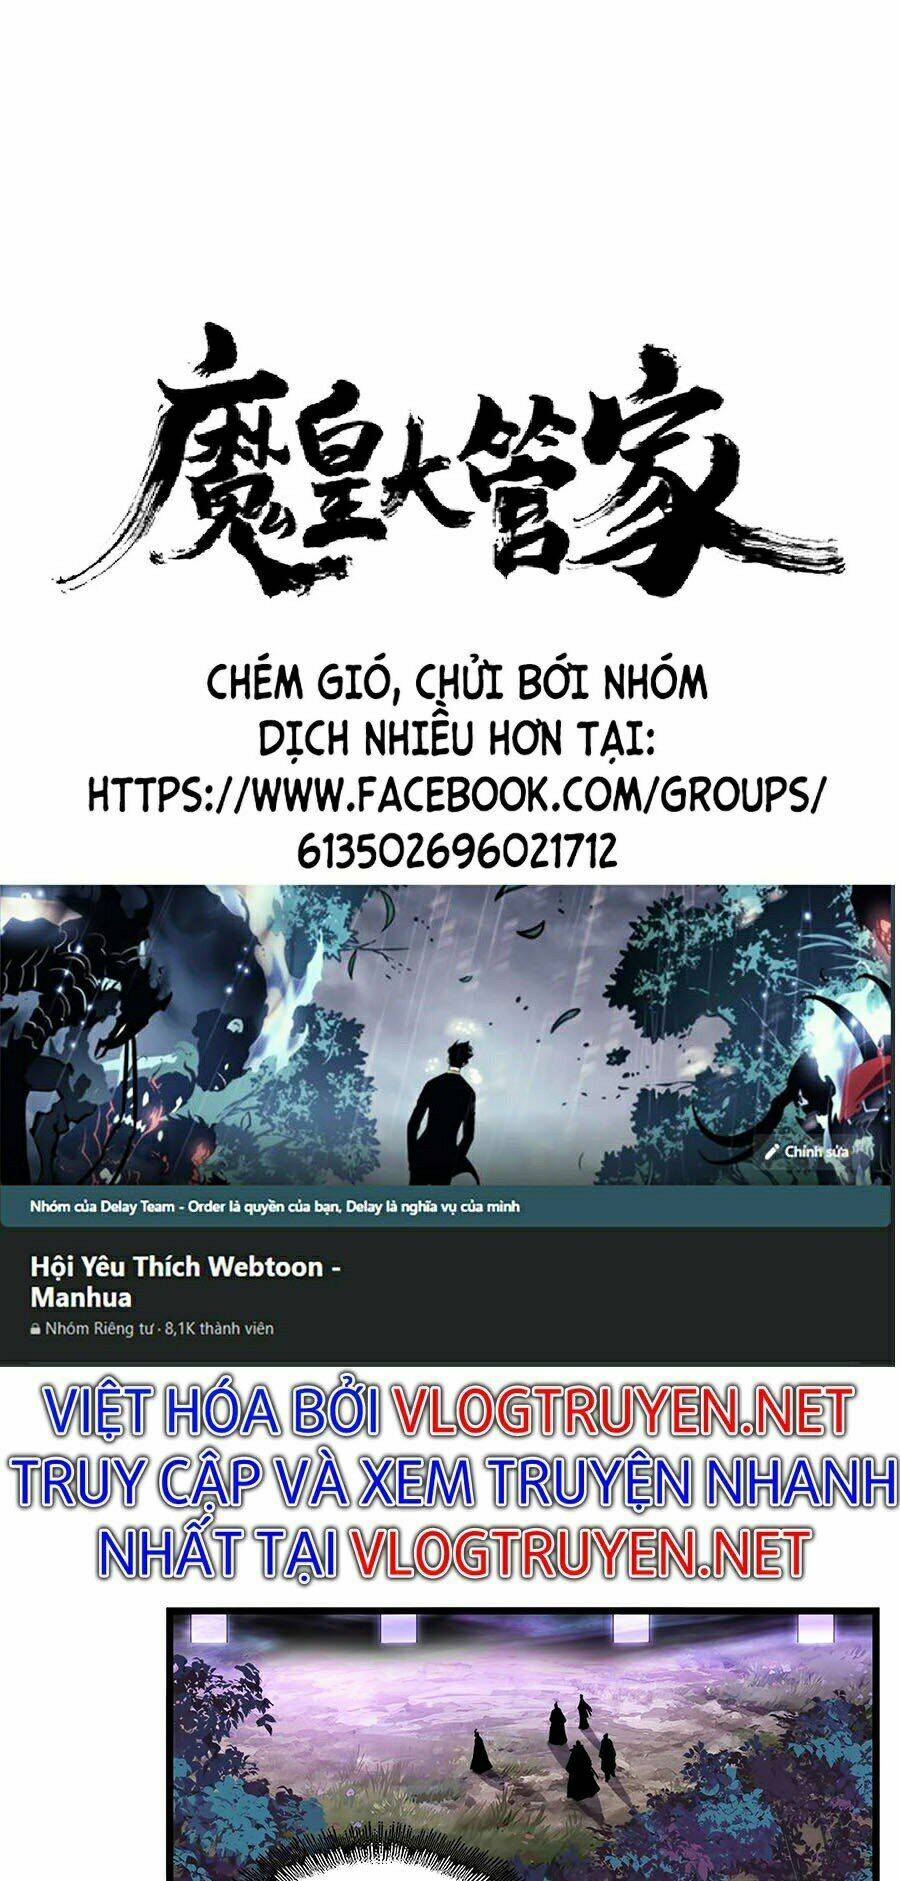 魔皇大管家
CHÉM GIÓ, CHỬI BỚI NHÓM
DỊCH NHIỀU HƠN TẠI:
HTTPS://WWW.FACEBOOK.COM/GROUPS/
613502696021712
Chỉnh sửa
Nhóm của Delay Team - Order là quyền của bạn, Delay là nghĩa vụ của mình
Hội Yêu Thích Webtoon -
Manhua
Nhóm Riêng tư · 8,1K thành viên
VIỆT HÓA BỞI VLOGTRUYEN.NET
TRUY CẬP VÀ XEM TRUYỆN NHANH
NHẤT TẠI VLOGTRUYEN.NET